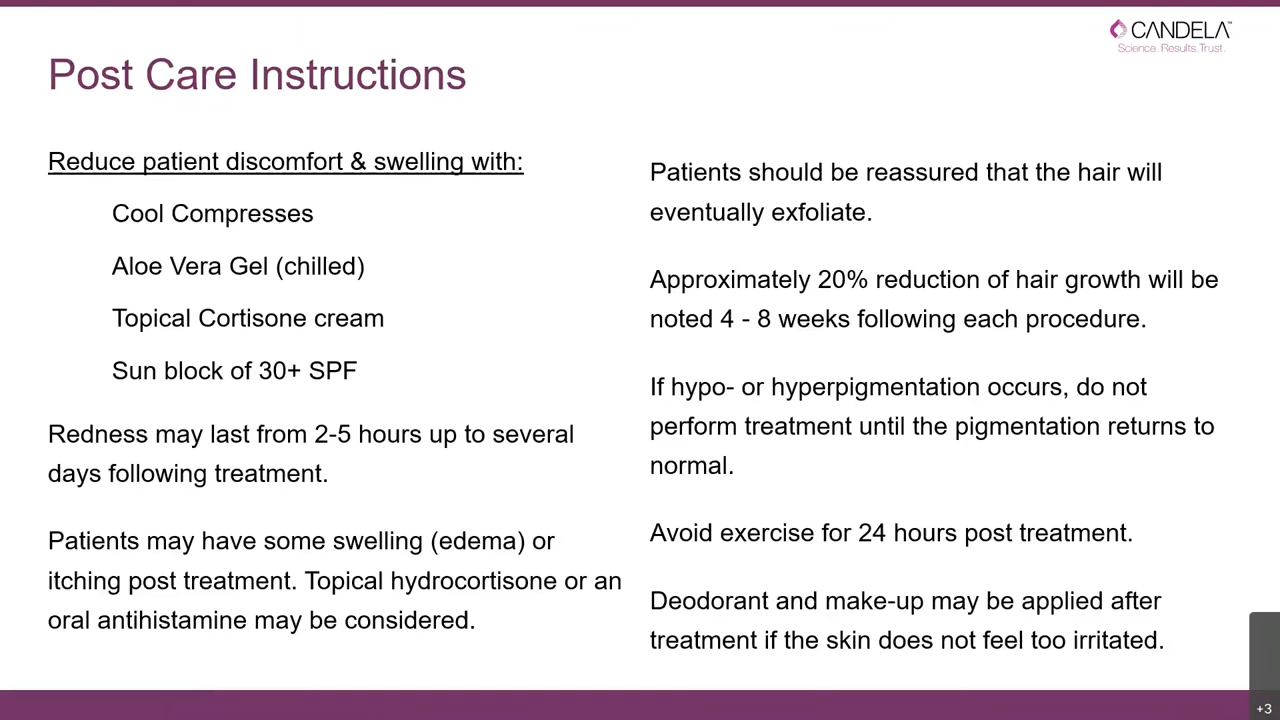 CANDELA™
Science. Results. Trust.
Post Care Instructions
Reduce patient discomfort & swelling with:
Cool Compresses
Aloe Vera Gel (chilled)
Topical Cortisone cream
Sun block of 30+ SPF
Redness may last from 2-5 hours up to several
days following treatment.
Patients may have some swelling (edema) or
itching post treatment. Topical hydrocortisone or an
oral antihistamine may be considered.
Patients should be reassured that the hair will
eventually exfoliate.
Approximately 20% reduction of hair growth will be
noted 4 - 8 weeks following each procedure.
If hypo- or hyperpigmentation occurs, do not
perform treatment until the pigmentation returns to
normal.
Avoid exercise for 24 hours post treatment.
Deodorant and make-up may be applied after
treatment if the skin does not feel too irritated.
+3